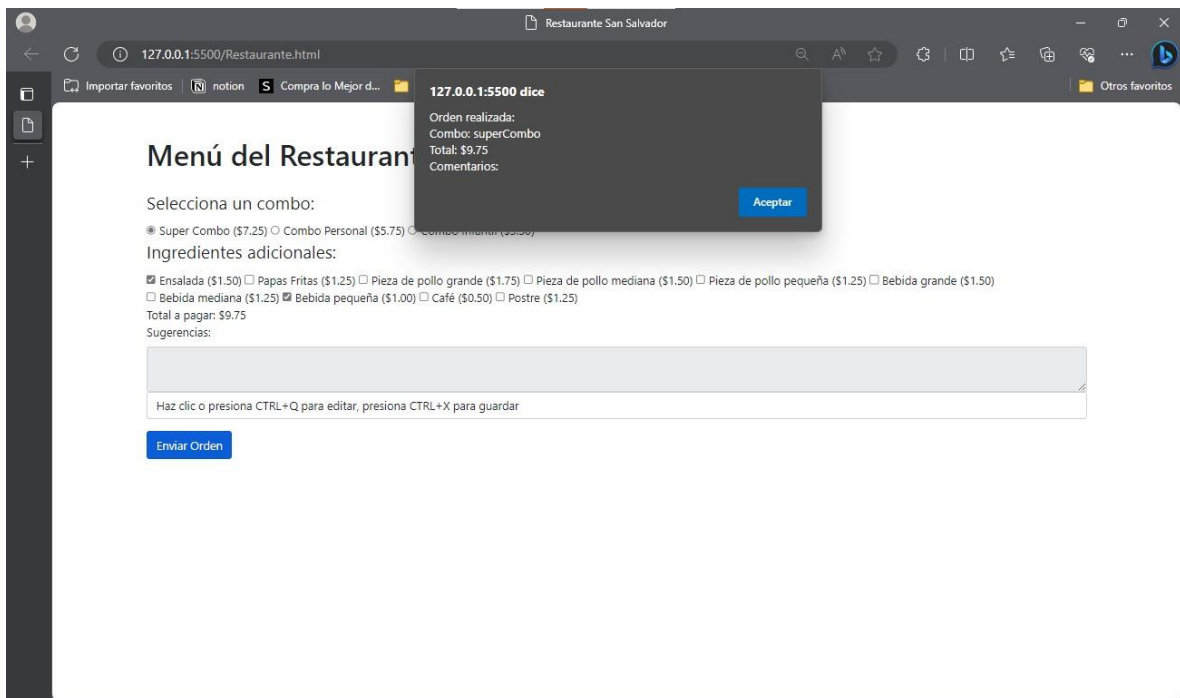 Restaurante San Salvador
127.0.0.1:5500/Restaurante.html
Importar favoritos
notion
Compra lo Mejor d...
Otros favoritos
127.0.0.1:5500 dice
Orden realizada:
Combo: superCombo
Total: $9.75
Comentarios:
Aceptar
Menú del Restaurant
Selecciona un combo:
Super Combo ($7.25) Combo Personal ($5.75)
Ingredientes adicionales:
Ensalada ($1.50) Papas Fritas ($1.25) Pieza de pollo grande ($1.75) Pieza de pollo mediana ($1.50) Pieza de pollo pequeña ($1.25) Bebida grande ($1.50)
Bebida mediana ($1.25) Bebida pequeña ($1.00) Café ($0.50) Postre ($1.25)
Total a pagar: $9.75
Sugerencias:
Haz clic o presiona CTRL+Q para editar, presiona CTRL+X para guardar
Enviar Orden